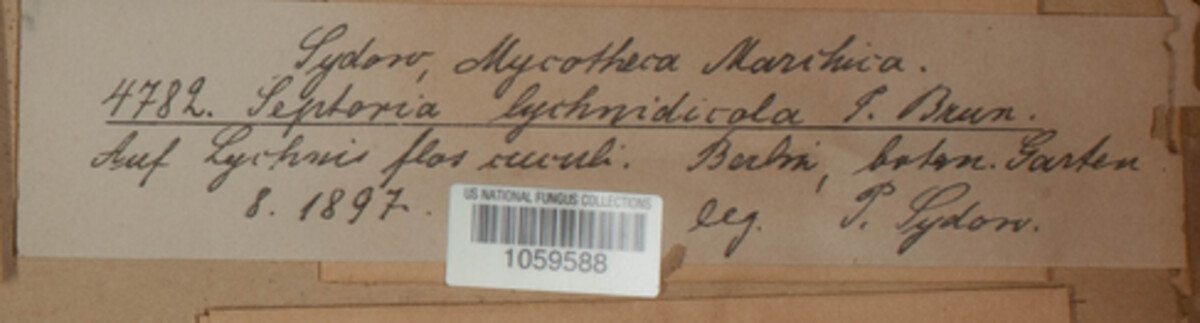 Sydow, Mycotheca Marchica.
4782. Septoria lychnidicola P. Brun.
Auf Lychnis flos cuculi. Berlin, botan. Garten
8. 1897. leg. P. Sydow.
US NATIONAL FUNGUS COLLECTIONS
1059588